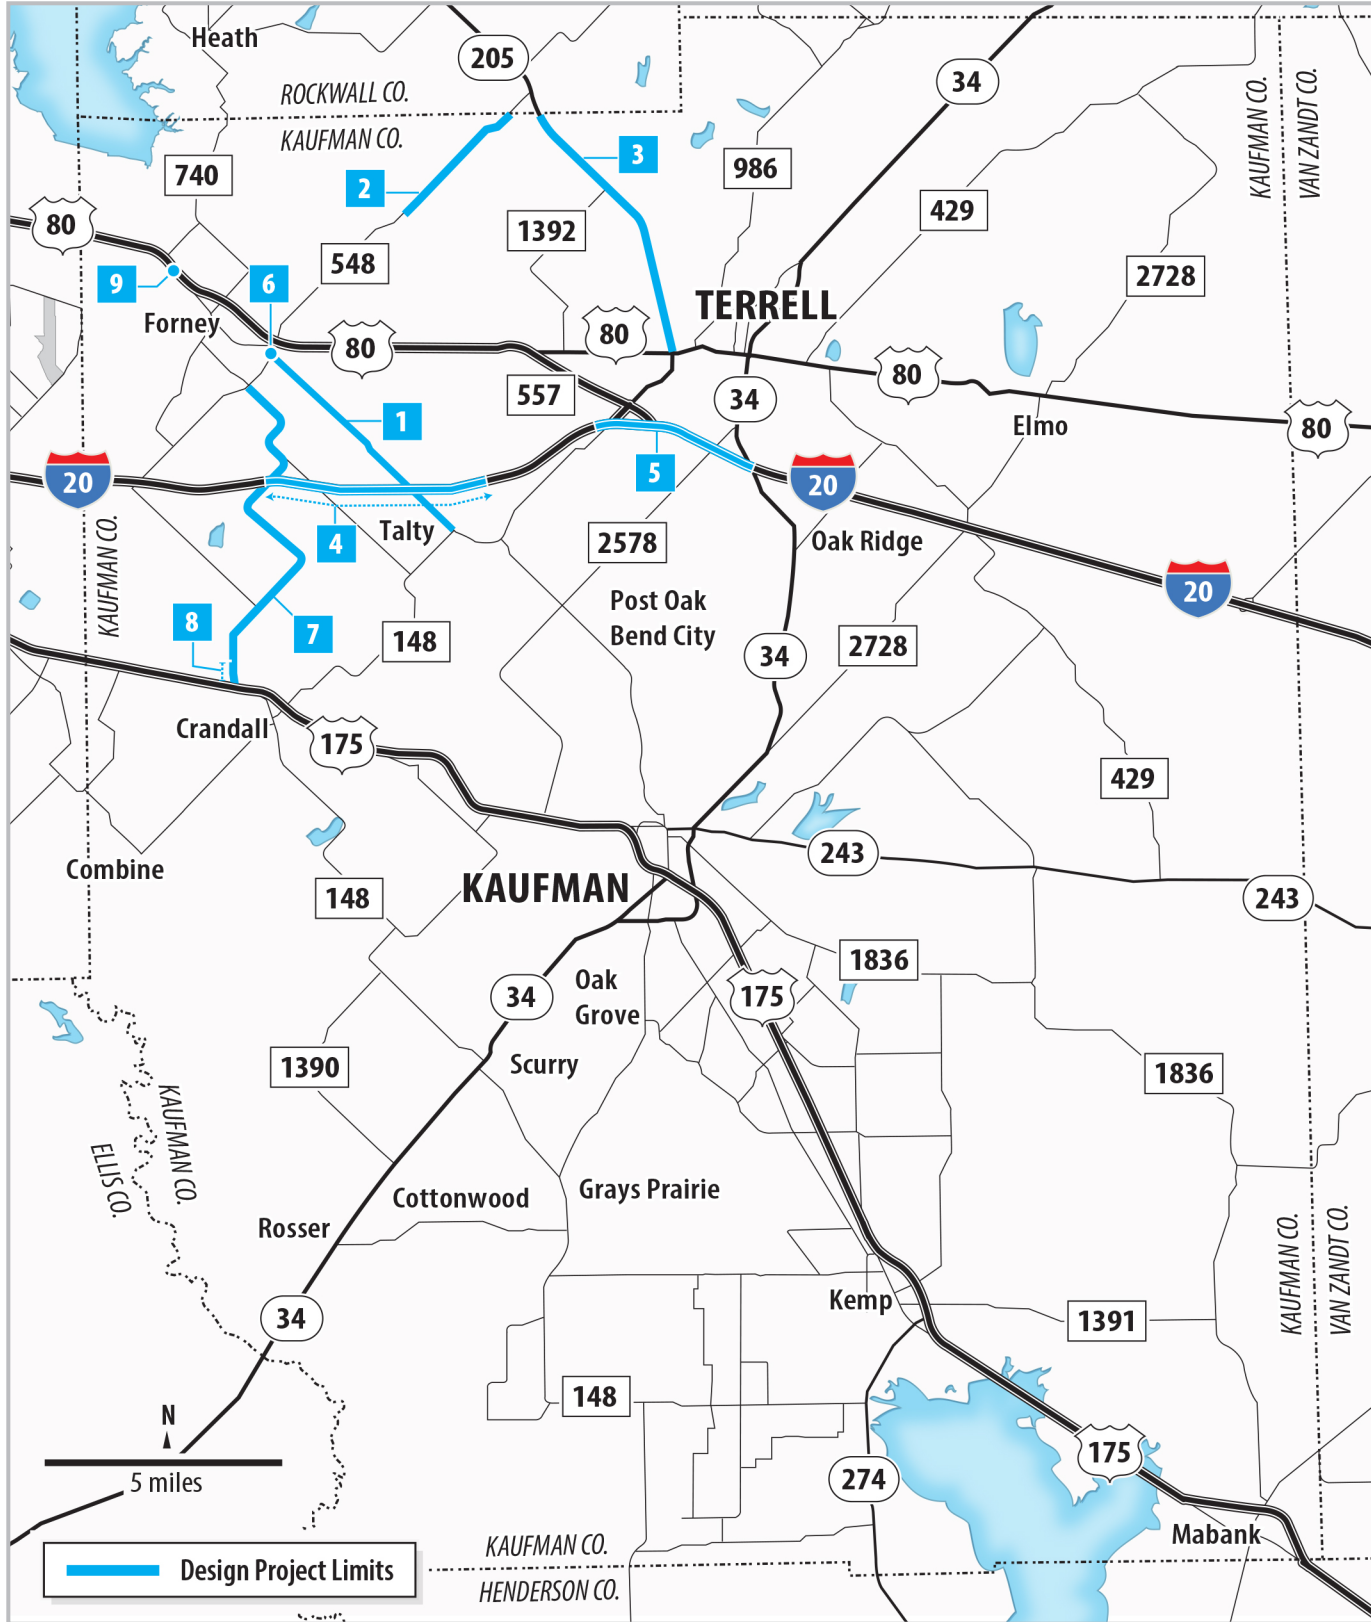 Heath
205
34
ROCKWALL CO.
KAUFMAN CO.
KAUFMAN CO.
VAN ZANDT CO.
3
986
740
2
429
80
1392
548
2728
9
6
TERRELL
Forney
80
80
80
557
34
1
Elmo
80
20
5
20
4
Talty
2578
Oak Ridge
KAUFMAN CO.
20
Post Oak
Bend City
8
7
148
34
2728
Crandall
175
429
Combine
243
KAUFMAN
148
243
1836
Oak
Grove
34
175
Scurry
1390
1836
KAUFMAN CO.
ELLIS CO.
Cottonwood
Grays Prairie
Rosser
KAUFMAN CO.
VAN ZANDT CO.
Kemp
34
1391
148
N
175
5 miles
274
Mabank
KAUFMAN CO.
HENDERSON CO.
Design Project Limits